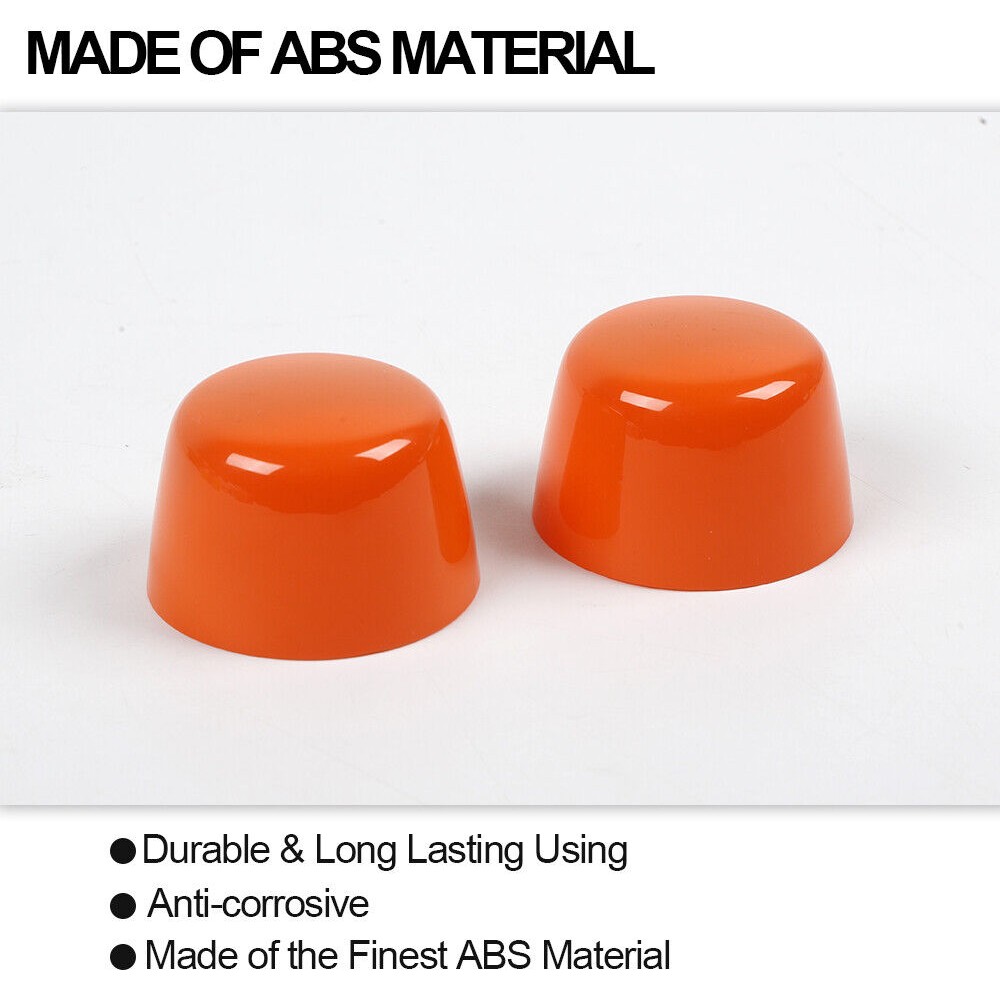 MADE OF ABS MATERIAL
● Durable & Long Lasting Using
● Anti-corrosive
● Made of the Finest ABS Material